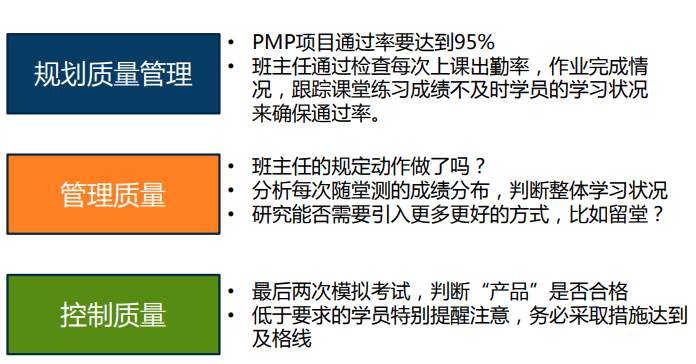 规划质量管理
• PMP项目通过率要达到95%
• 班主任通过检查每次上课出勤率，作业完成情
况，跟踪课堂练习成绩不及时学员的学习状况
来确保通过率。
管理质量
• 班主任的规定动作做了吗？
• 分析每次随堂测的成绩分布，判断整体学习状况
• 研究能否需要引入更多更好的方式，比如留堂？
控制质量
• 最后两次模拟考试，判断“产品”是否合格
• 低于要求的学员特别提醒注意，务必采取措施达到
及格线